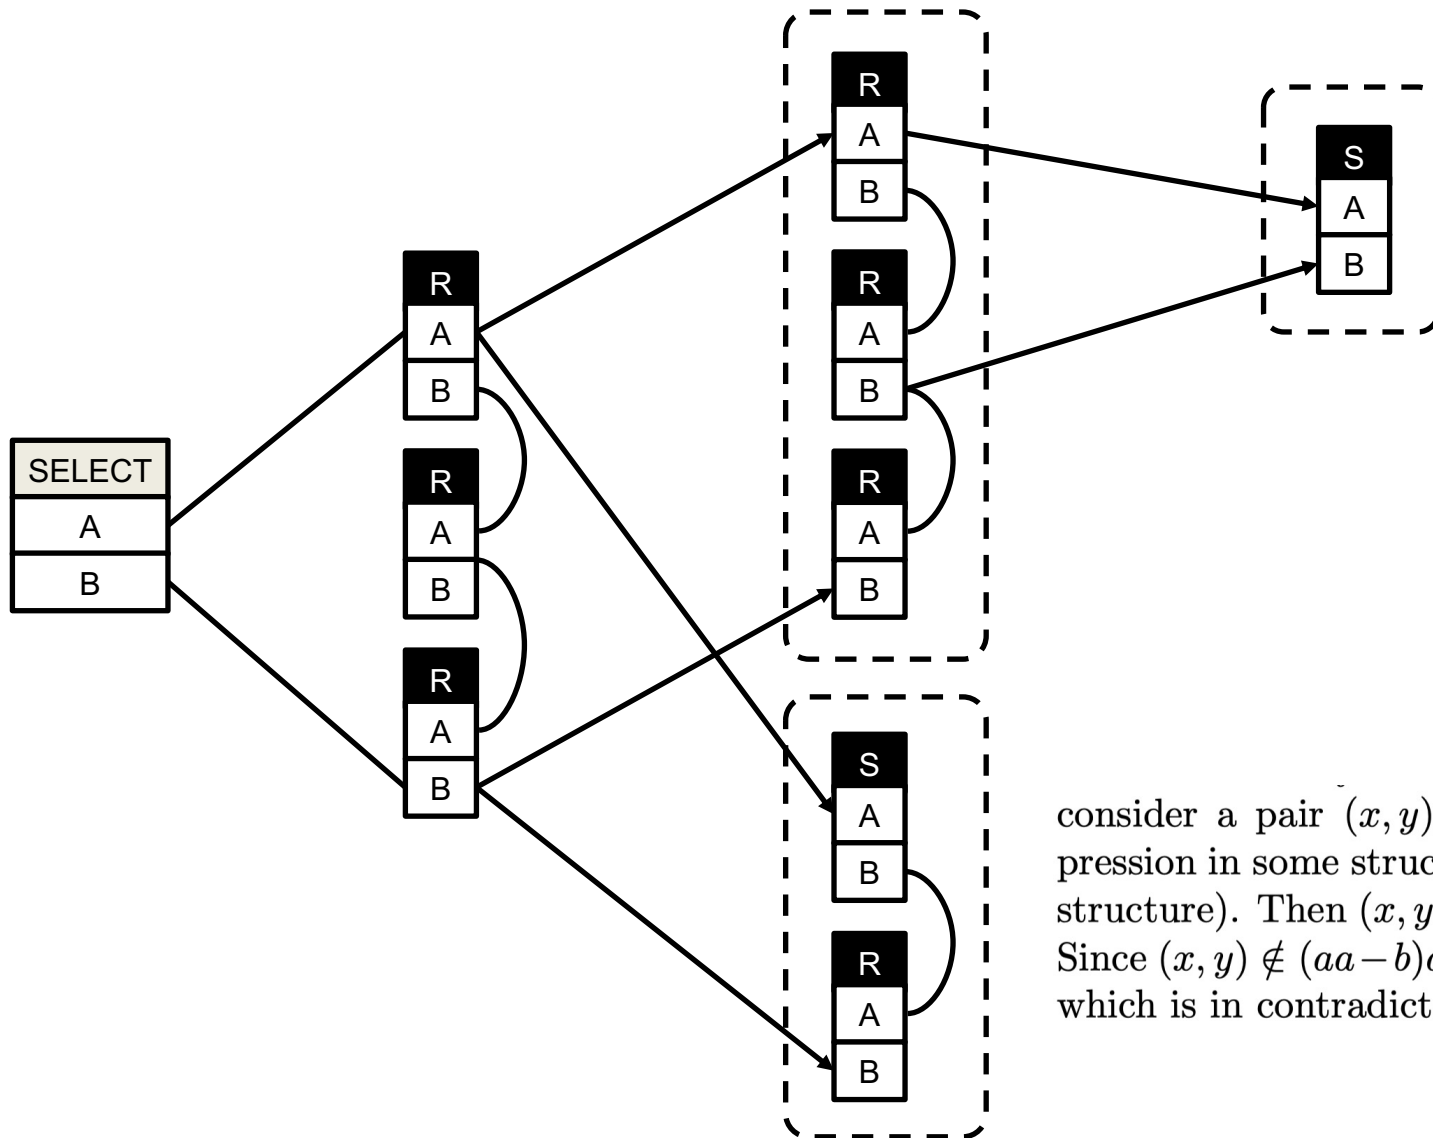 SELECT
A
B
R
A
B
R
A
B
R
A
B
R
A
B
R
A
B
R
A
B
S
A
B
R
A
B
S
A
B
consider a pair (x, y)
pression in some struc
structure). Then (x, y
Since (x, y) ∉ (aa−b)
which is in contradict